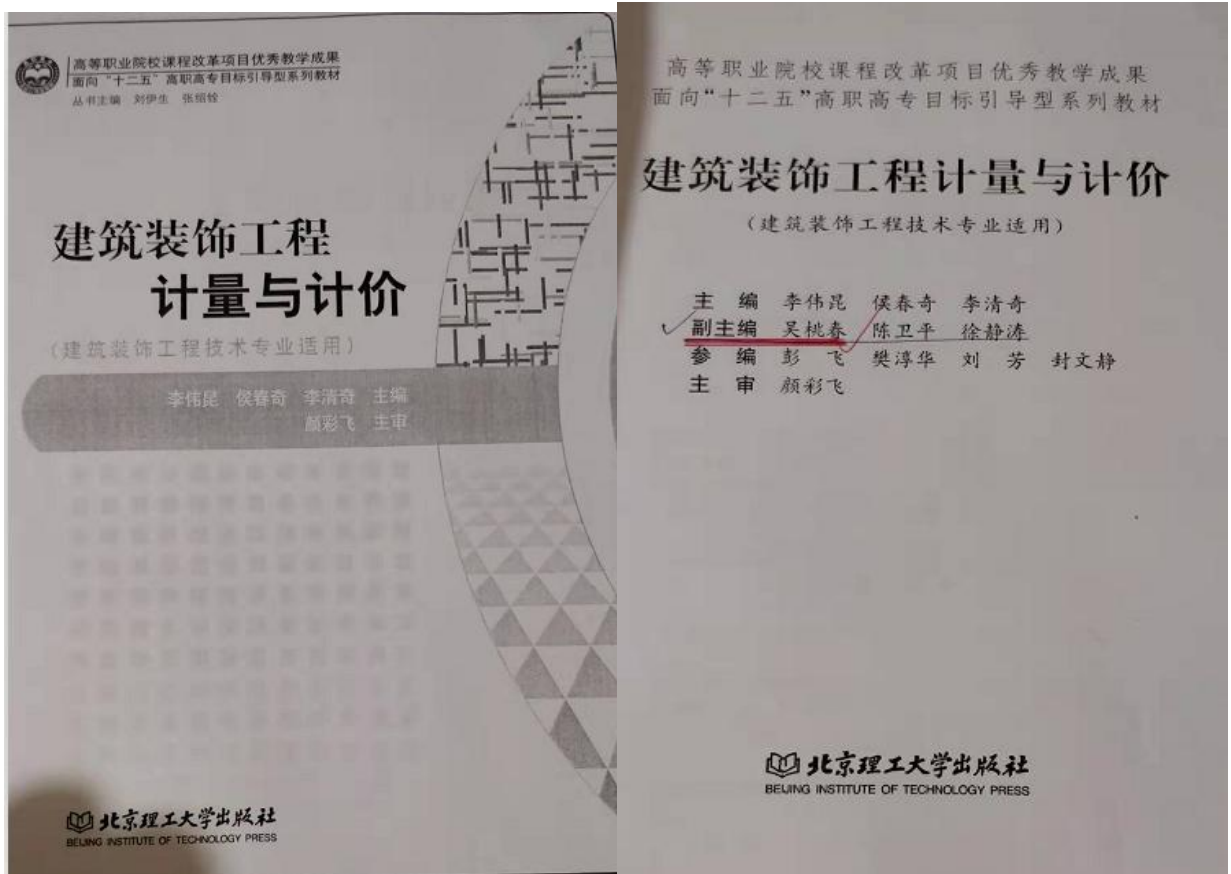 高等职业院校课程改革项目优秀教学成果
面向“十二五”高职高专目标引导型系列教材
丛书主编 刘伊生 张绍铨
建筑装饰工程
计量与计价
（建筑装饰工程技术专业适用）
李伟昆 侯春奇 李清奇 主编
颜彩飞 主审
北京理工大学出版社
BEIJING INSTITUTE OF TECHNOLOGY PRESS
高等职业院校课程改革项目优秀教学成果
面向“十二五”高职高专目标引导型系列教材
建筑装饰工程计量与计价
（建筑装饰工程技术专业适用）
主 编 李伟昆 侯春奇 李清奇
副主编 吴桃春 陈卫平 徐静涛
参 编 彭 飞 樊淳华 刘 芳 封文静
主 审 颜彩飞
北京理工大学出版社
BEIJING INSTITUTE OF TECHNOLOGY PRESS